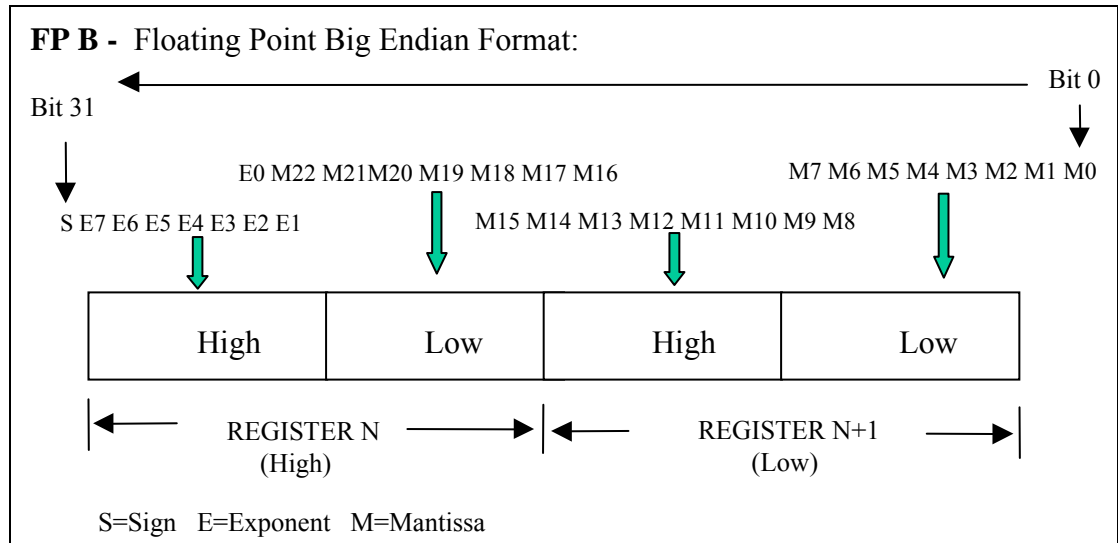 FP B - Floating Point Big Endian Format:
Bit 31
Bit 0
E0 M22 M21M20 M19 M18 M17 M16
M7 M6 M5 M4 M3 M2 M1 M0
S E7 E6 E5 E4 E3 E2 E1
M15 M14 M13 M12 M11 M10 M9 M8
High Low High Low
REGISTER N
(High)
REGISTER N+1
(Low)
S=Sign E=Exponent M=Mantissa